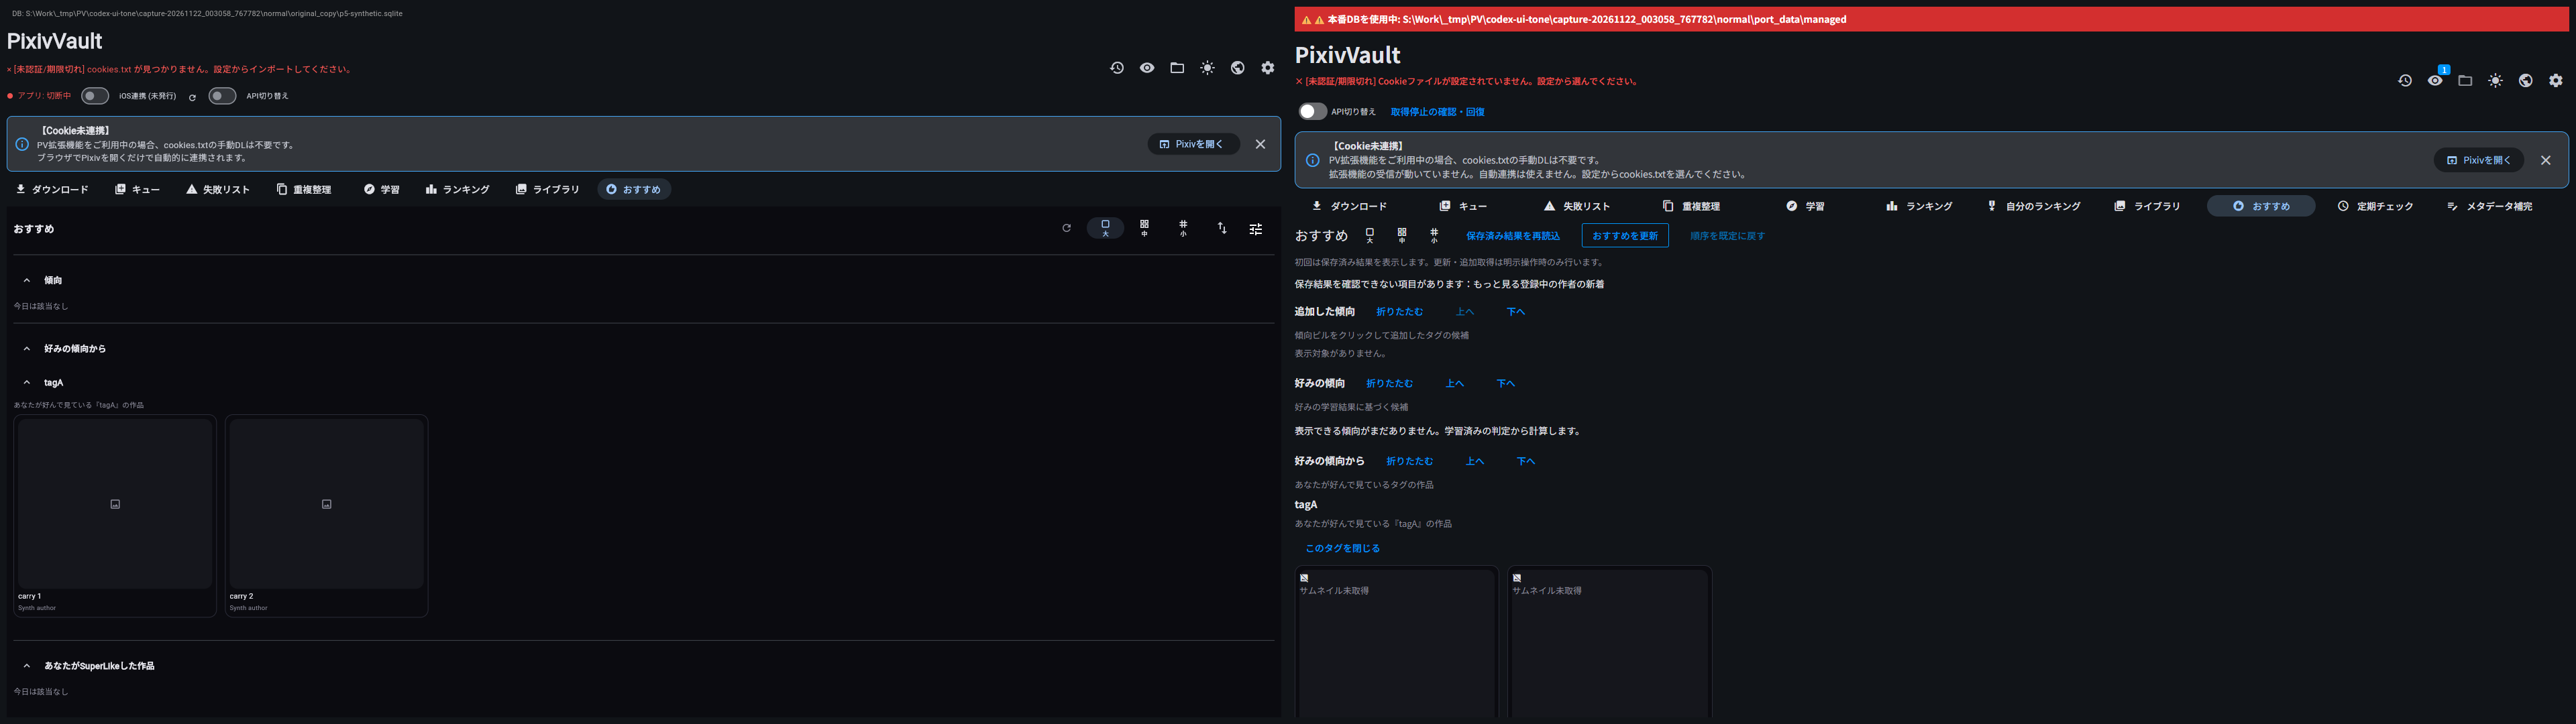 DB: S:\Work\_tmp\PV\codex-ui-tone\capture-20261122_003058_767782\normal\original_copy\p5-synthetic.sqlite
PixivVault
× [未認証/期限切れ] cookies.txt が見つかりません。設定からインポートしてください。
アプリ: 切断中
iOS連携 (未発行)
API切り替え
【Cookie未連携】
PV拡張機能をご利用中の場合、cookies.txtの手動DLは不要です。
ブラウザでPixivを開くだけで自動的に連携されます。
Pixivを開く
ダウンロード
キュー
失敗リスト
重複整理
学習
ランキング
ライブラリ
おすすめ
おすすめ
大
中
小
傾向
今日は該当なし
好みの傾向から
tagA
あなたが好んで見ている『tagA』の作品
carry 1
Synth author
carry 2
Synth author
あなたがSuperLikeした作品
今日は該当なし
本番DBを使用中: S:\Work\_tmp\PV\codex-ui-tone\capture-20261122_003058_767782\normal\port_data\managed
PixivVault
× [未認証/期限切れ] Cookieファイルが設定されていません。設定から選んでください。
1
API切り替え
取得停止の確認・回復
【Cookie未連携】
PV拡張機能をご利用中の場合、cookies.txtの手動DLは不要です。
拡張機能の受信が動いていません。自動連携は使えません。設定からcookies.txtを選んでください。
Pixivを開く
ダウンロード
キュー
失敗リスト
重複整理
学習
ランキング
自分のランキング
ライブラリ
おすすめ
定期チェック
メタデータ補完
おすすめ
大
中
小
保存済み結果を再読込
おすすめを更新
順序を既定に戻す
初回は保存済み結果を表示します。更新・追加取得は明示操作時のみ行います。
保存結果を確認できない項目があります：もっと見る登録中の作者の新着
追加した傾向
折りたたむ
上へ
下へ
傾向ピルをクリックして追加したタグの候補
表示対象がありません。
好みの傾向
折りたたむ
上へ
下へ
好みの学習結果に基づく候補
表示できる傾向がまだありません。学習済みの判定から計算します。
好みの傾向から
折りたたむ
上へ
下へ
あなたが好んで見ているタグの作品
tagA
あなたが好んで見ている『tagA』の作品
このタグを閉じる
サムネイル未取得
サムネイル未取得